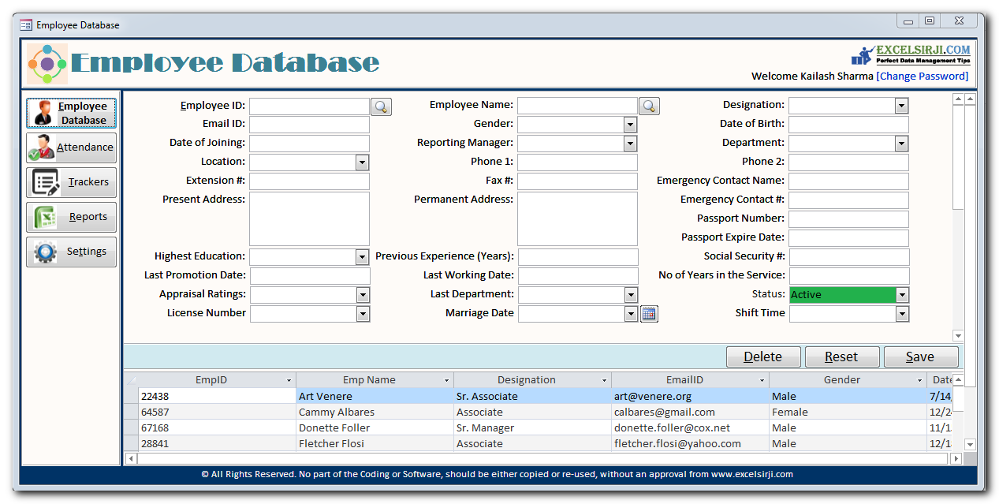 Employee Database
Employee Database
EXCELSIRJI.COM
Perfect Data Management Tips
Welcome Kailash Sharma [Change Password]
Employee Database
Attendance
Trackers
Reports
Settings
Employee ID: Employee Name: Designation:
Email ID: Gender: Date of Birth:
Date of Joining: Reporting Manager: Department:
Location: Phone 1: Phone 2:
Extension #: Fax #: Emergency Contact Name:
Present Address: Permanent Address: Emergency Contact #:
Passport Number:
Passport Expire Date:
Highest Education: Previous Experience (Years): Social Security #:
Last Promotion Date: Last Working Date: No of Years in the Service:
Appraisal Ratings: Last Department: Status: Active
License Number Marriage Date Shift Time
Delete Reset Save
EmpID Emp Name Designation EmailID Gender Date
22438 Art Venere Sr. Associate art@venere.org Male 7/14
64587 Cammy Albares Associate calbares@gmail.com Female 12/2
67168 Donette Foller Sr. Manager donette.foller@cox.net Male 11/1
28841 Fletcher Flosi Associate fletcher.flosi@yahoo.com Male 12/1
© All Rights Reserved. No part of the Coding or Software, should be either copied or re-used, without an approval from www.excelsirji.com